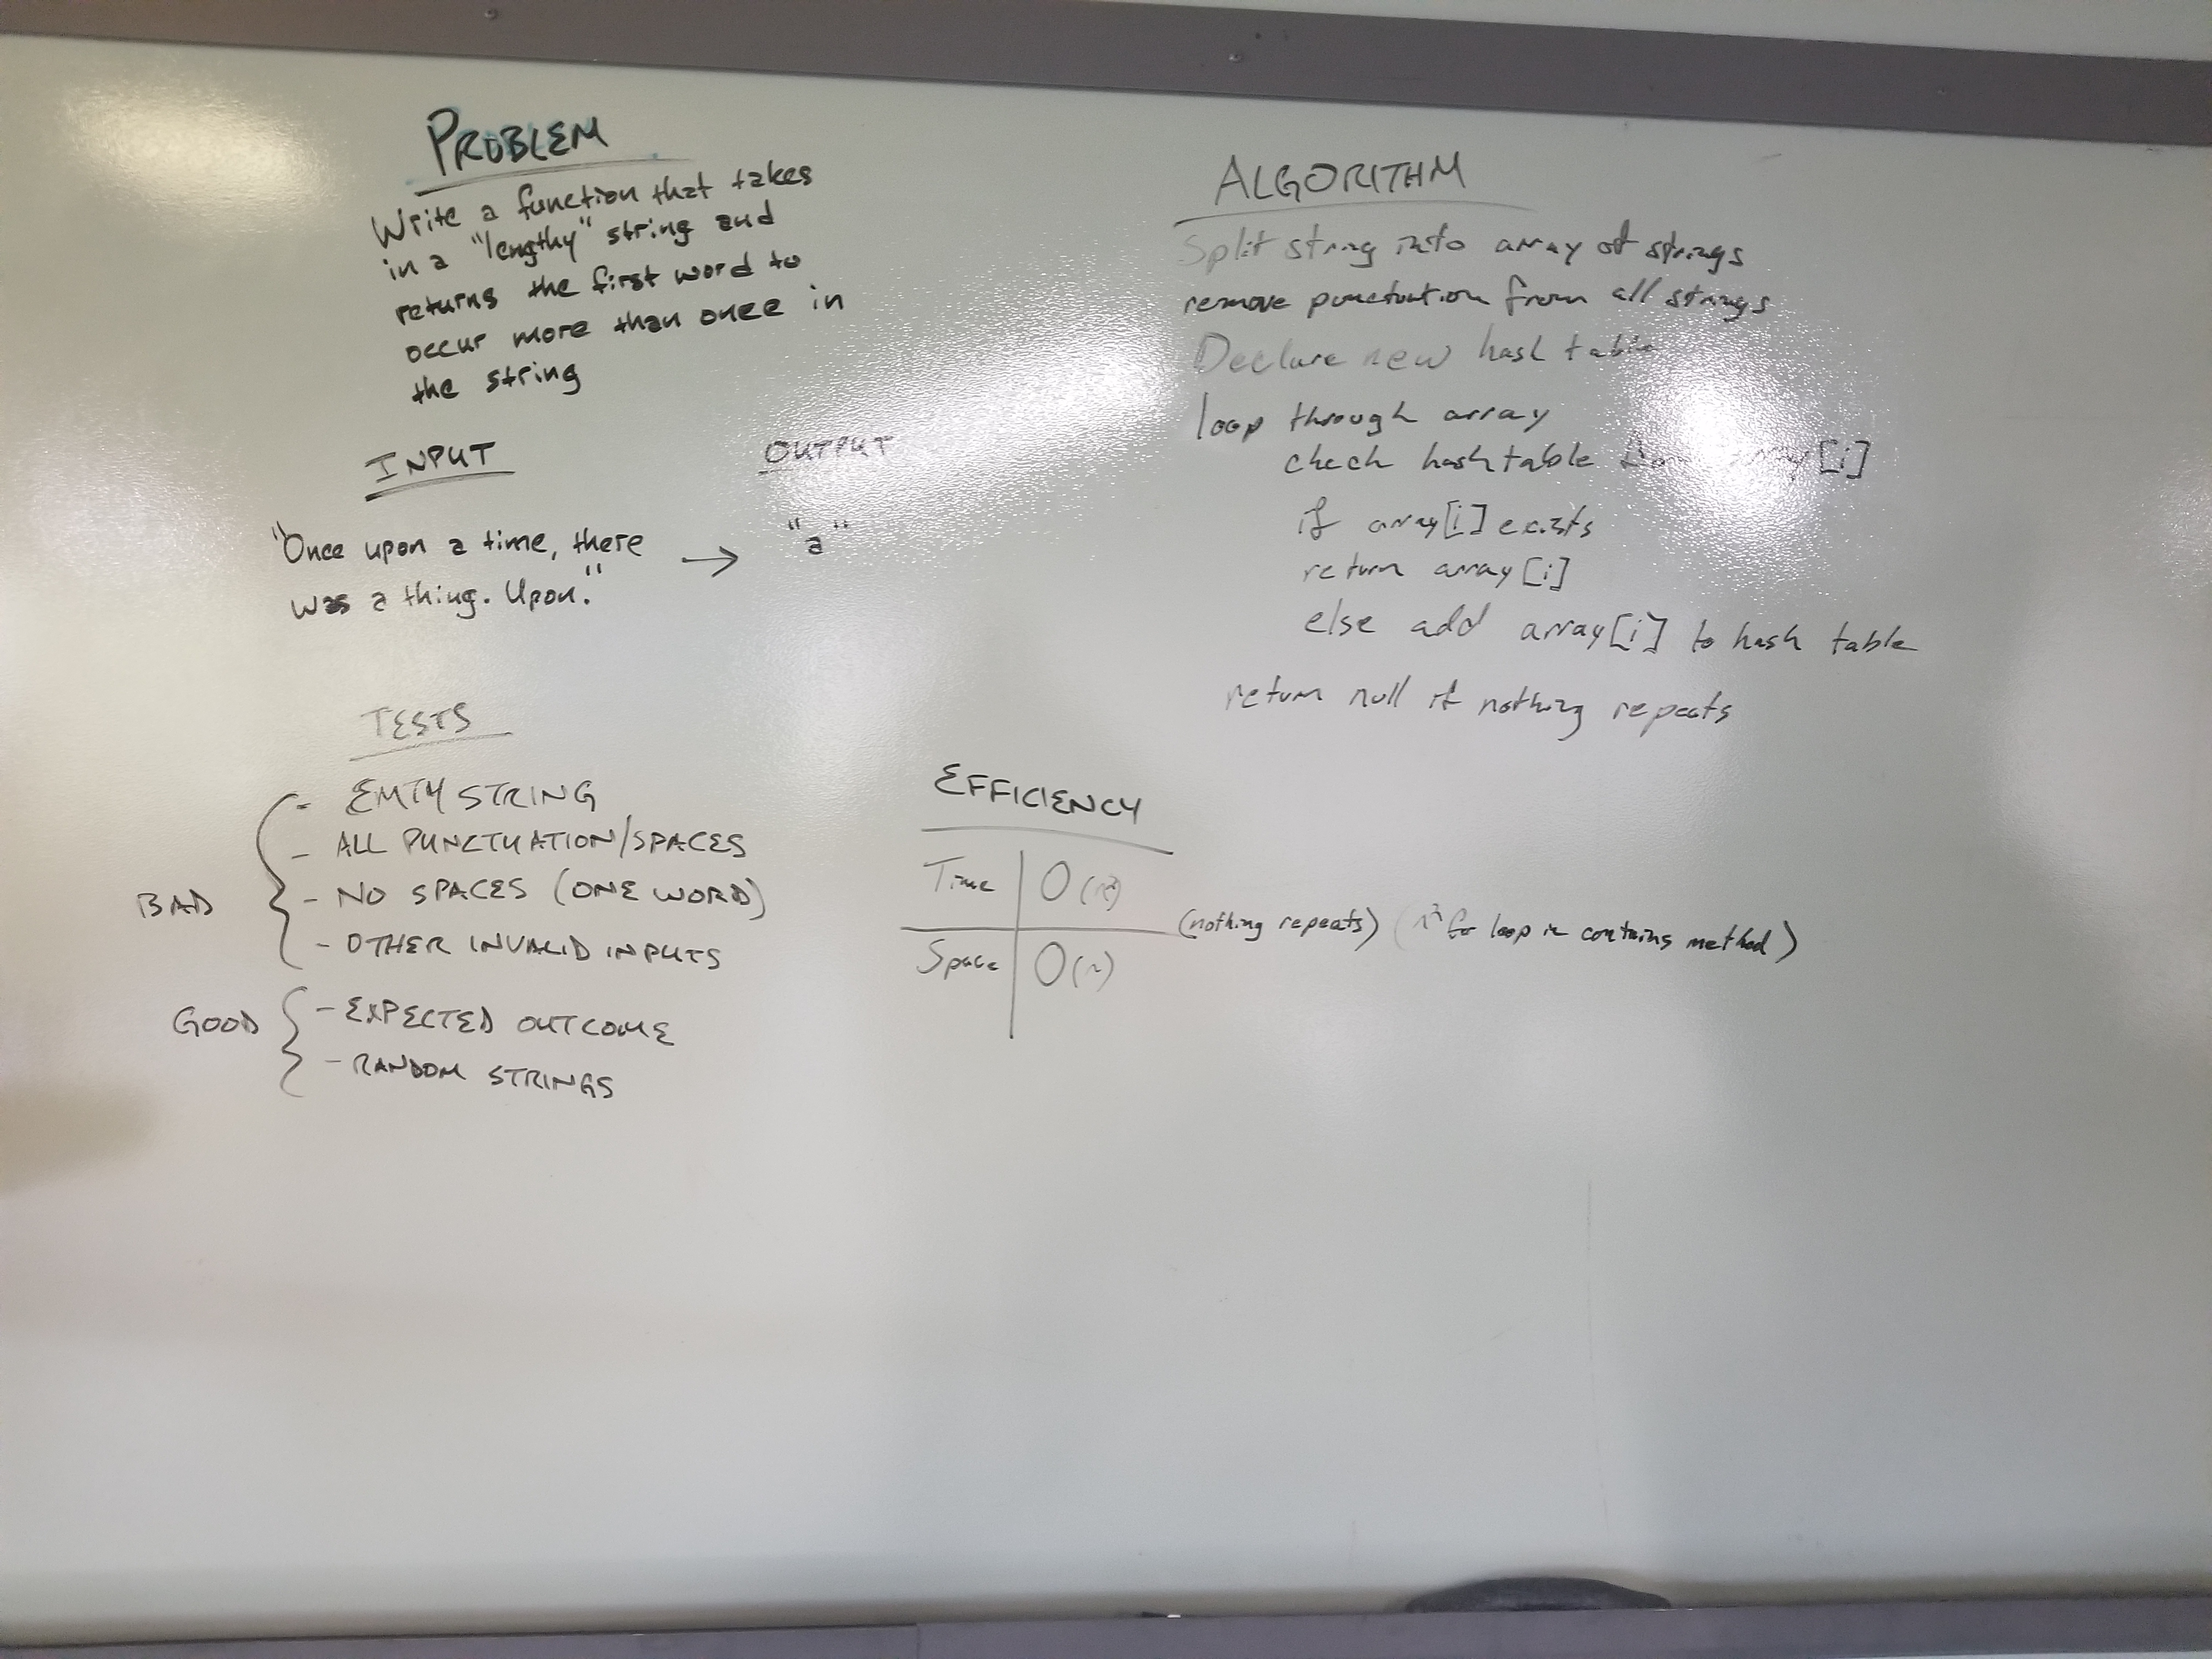 PROBLEM
Write a function that takes
in a "lengthy" string and
returns the first word to
occur more than once in
the string
INPUT
OUTPUT
"Once upon a time, there
was a thing. Upon."
→ "a"
TESTS
BAD
- EMTY STRING
- ALL PUNCTUATION/SPACES
- NO SPACES (ONE WORD)
- OTHER INVALID INPUTS
GOOD
- EXPECTED OUTCOME
- RANDOM STRINGS
ALGORITHM
Split string into array of strings
remove punctuation from all strings
Declare new hash table
loop through array
check hashtable array[i]
if array[i] exists
return array[i]
else add array[i] to hash table
return null if nothing repeats
EFFICIENCY
Time O(n²)
(nothing repeats) (n² for loop in contains method)
Space O(n)